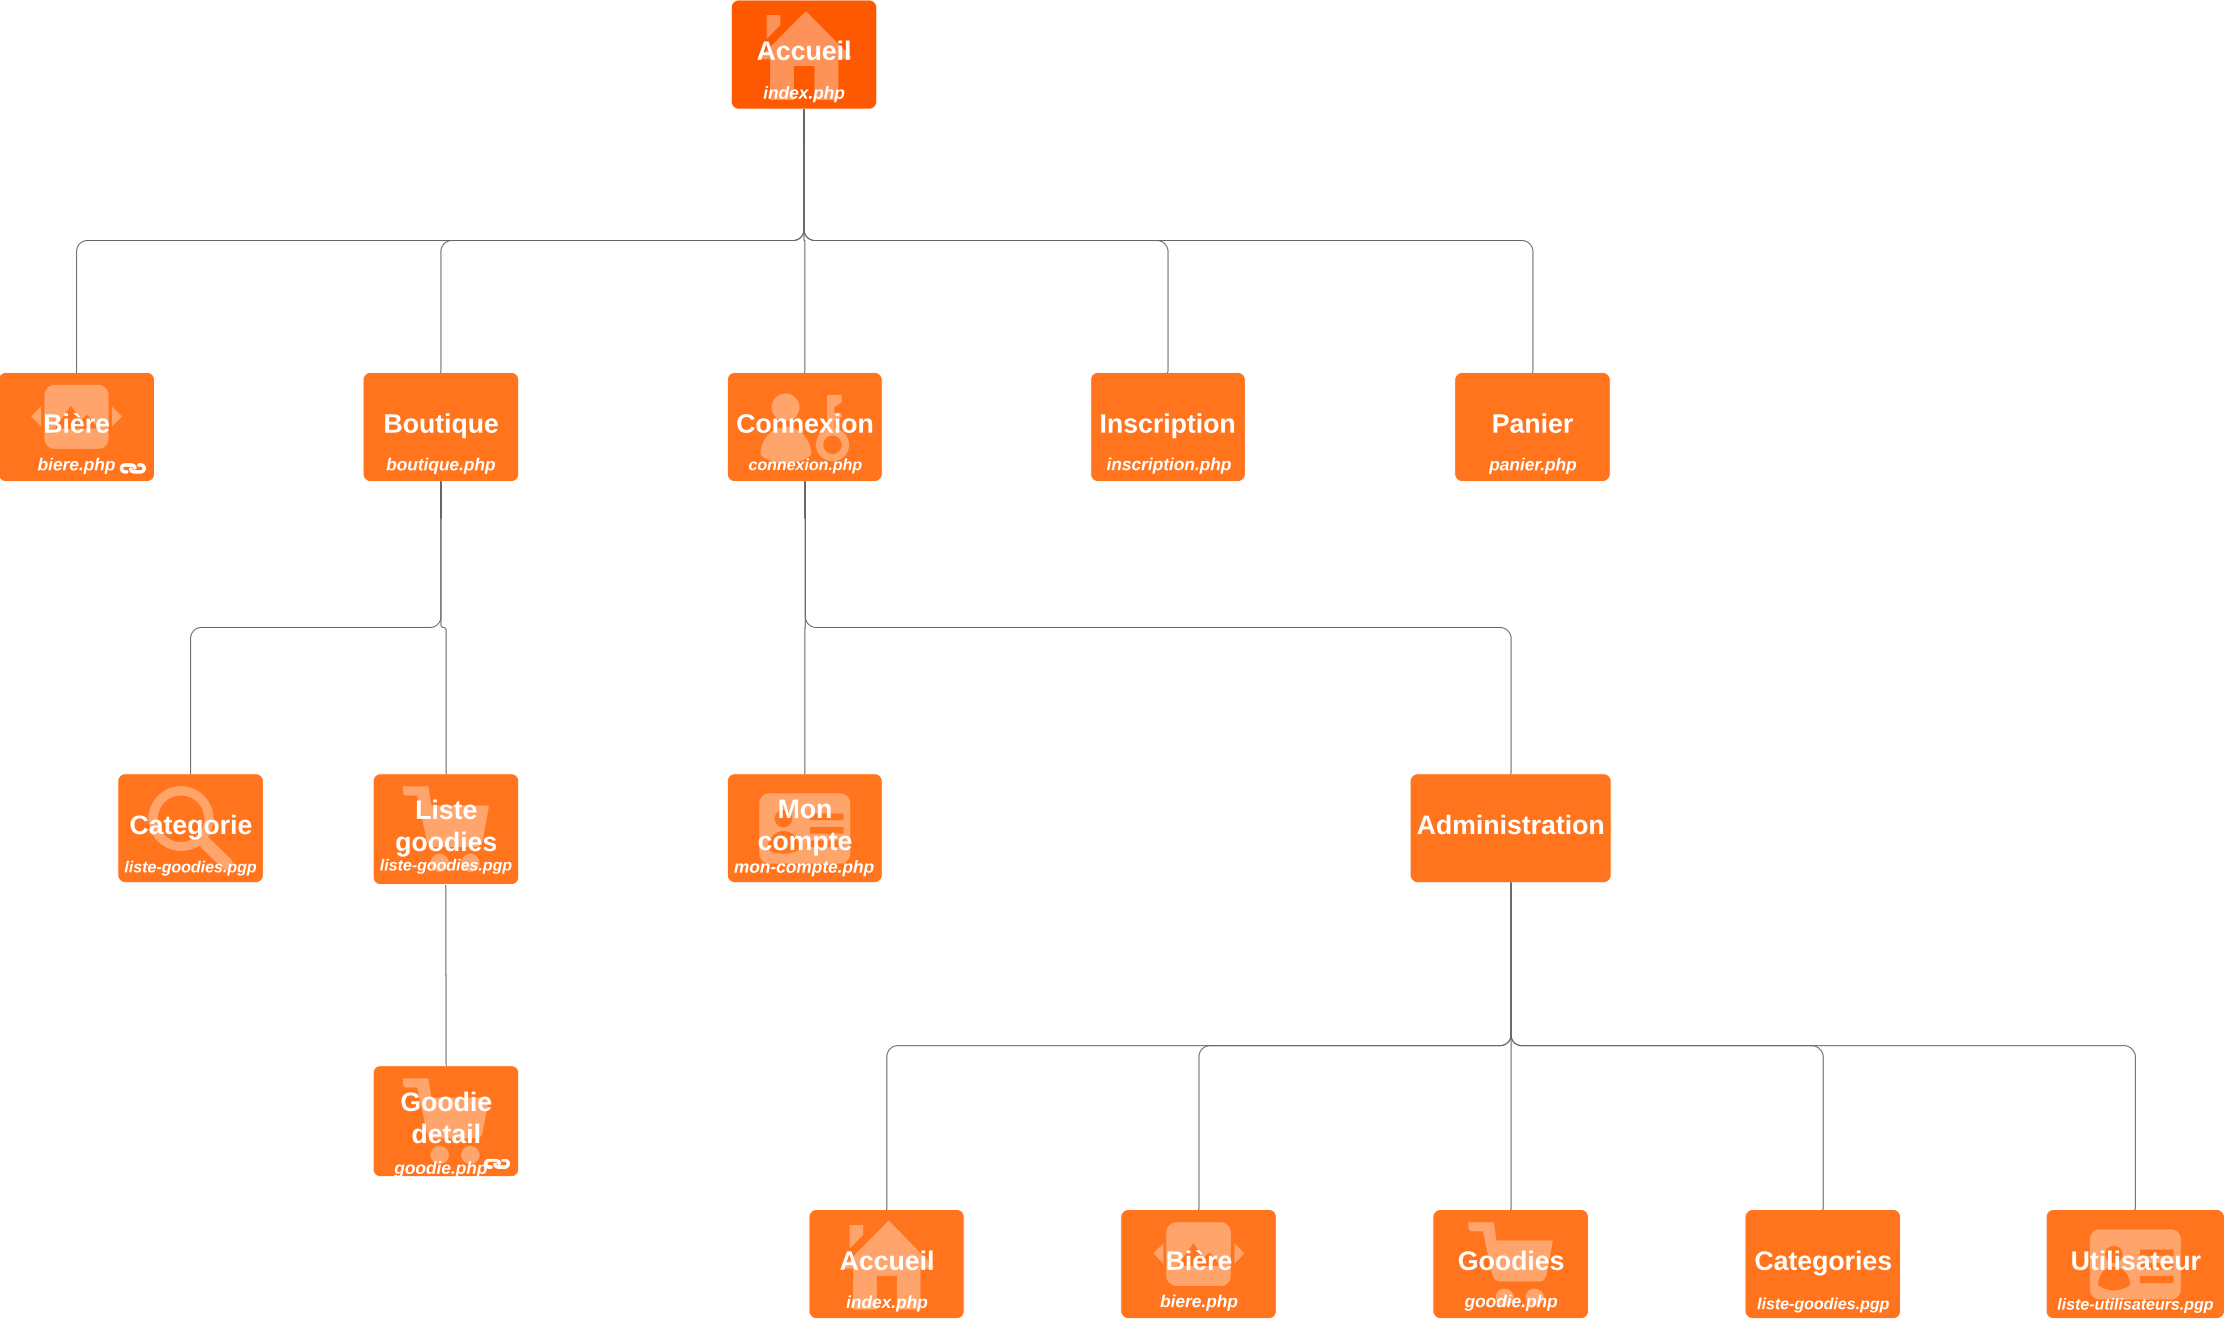 Accueil
index.php
Bière
biere.php
Boutique
boutique.php
Connexion
connexion.php
Inscription
inscription.php
Panier
panier.php
Categorie
liste-goodies.pgp
Liste
goodies
liste-goodies.pgp
Mon
compte
mon-compte.php
Administration
Goodie
detail
goodie.php
Accueil
index.php
Bière
biere.php
Goodies
goodie.php
Categories
liste-goodies.pgp
Utilisateur
liste-utilisateurs.pgp